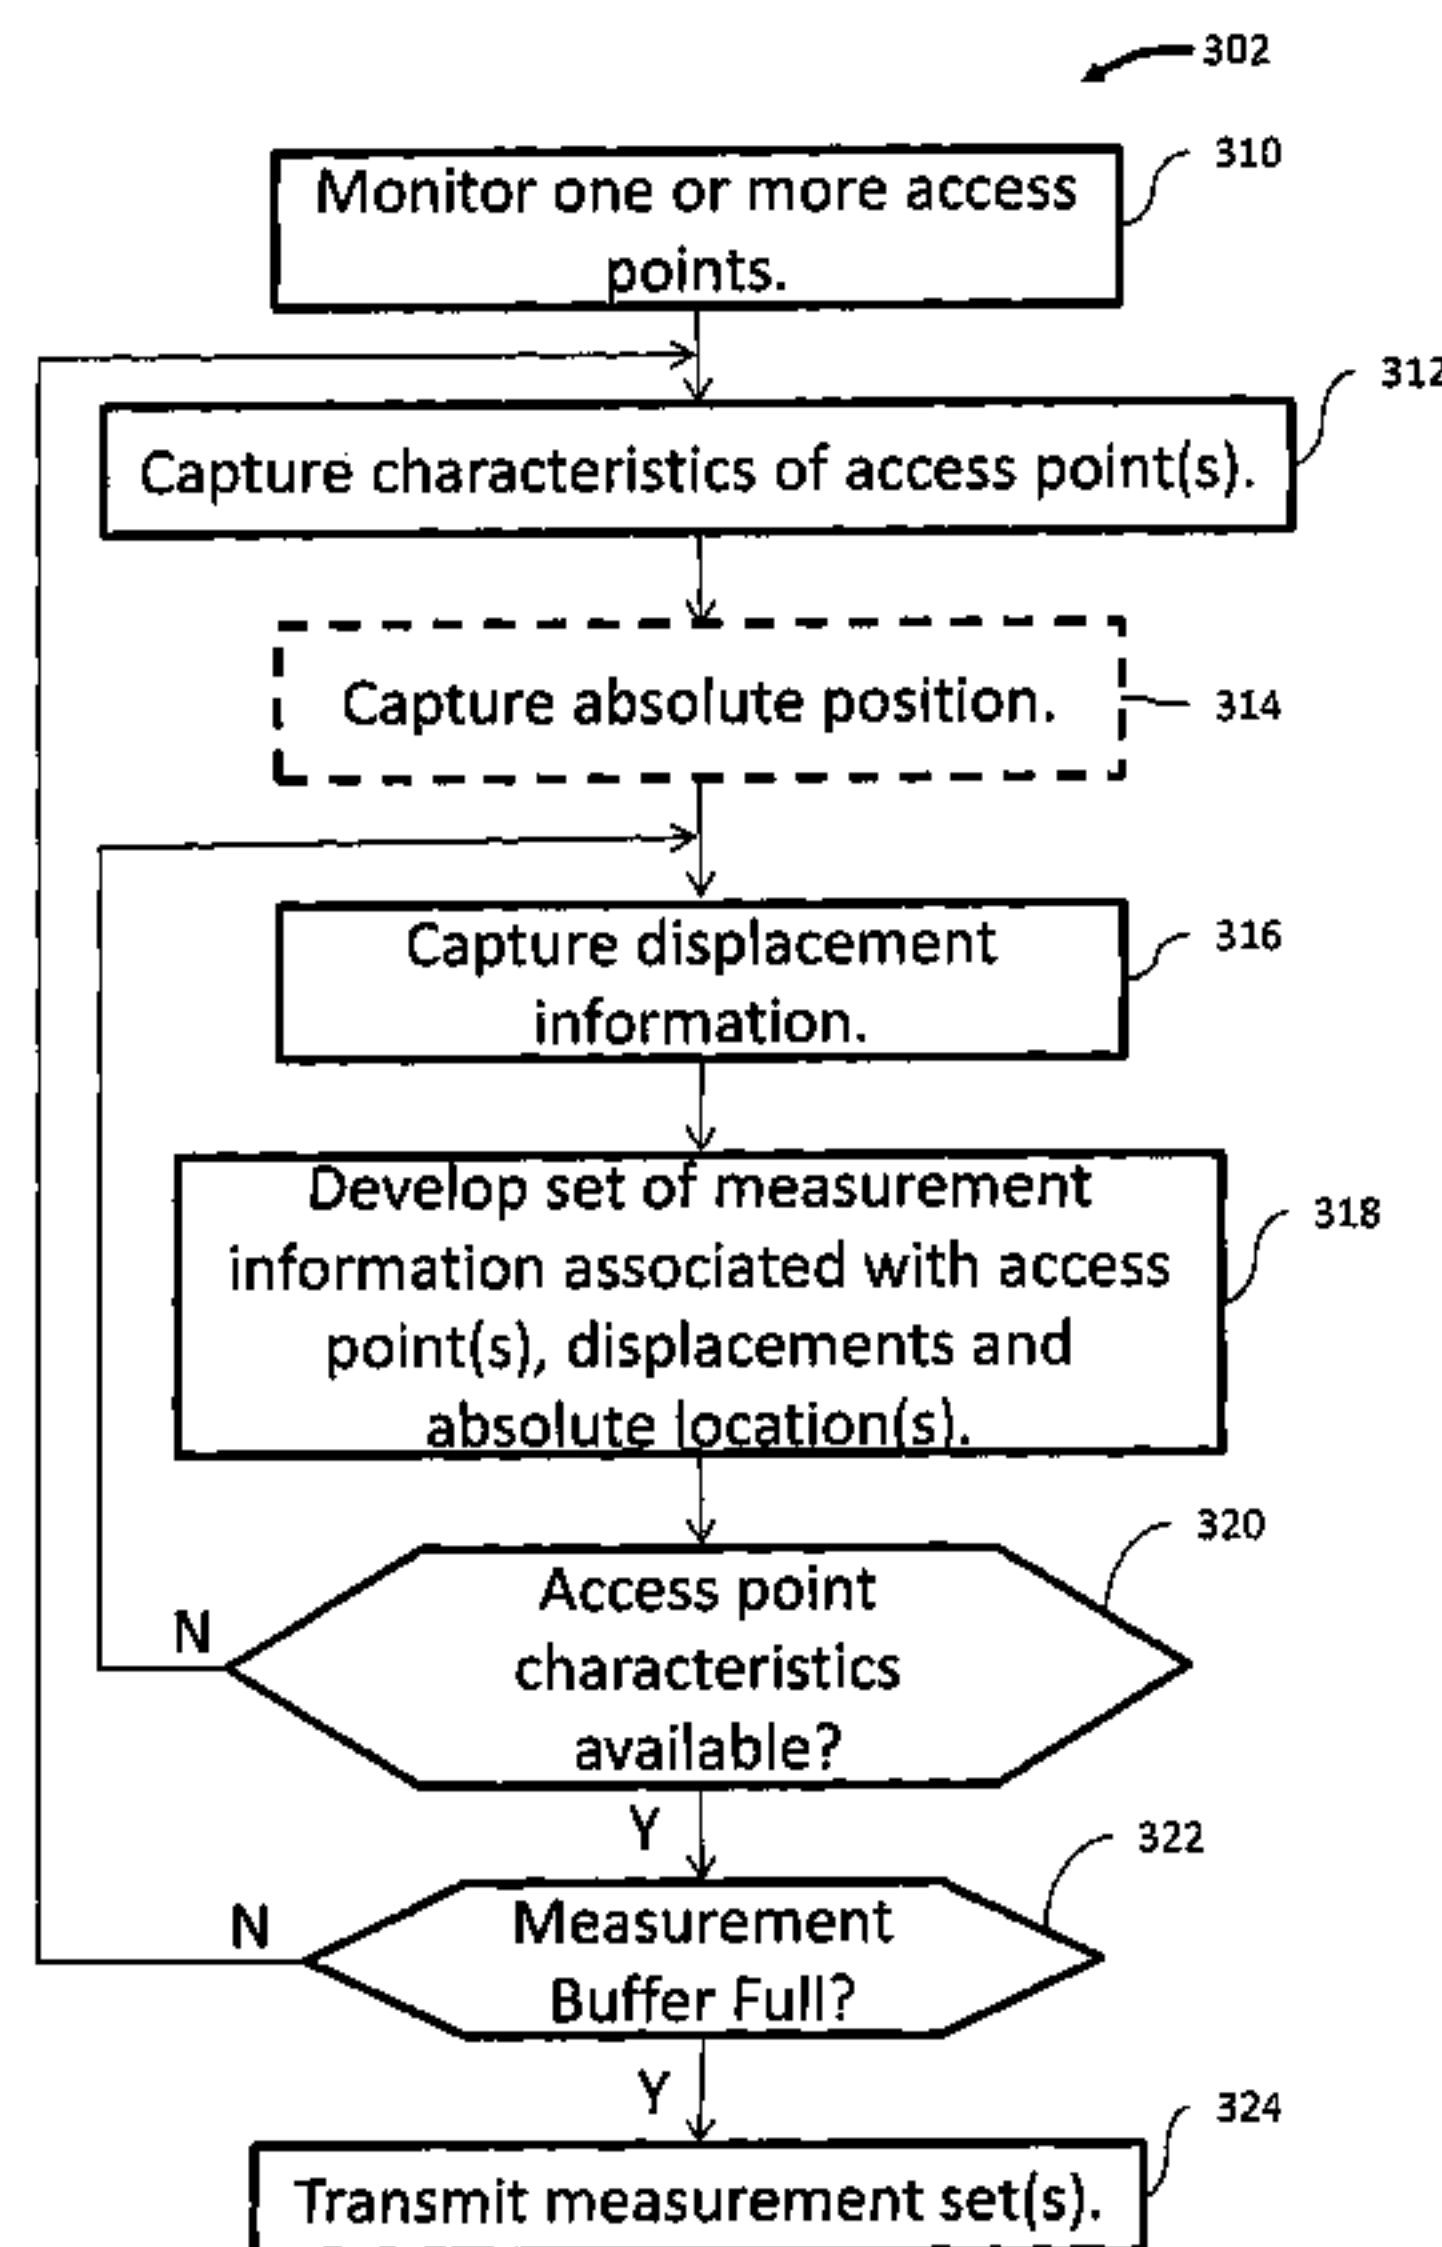 302
310
Monitor one or more access
points.
312
Capture characteristics of access point(s).
Capture absolute position.
314
Capture displacement
information.
316
Develop set of measurement
information associated with access
point(s), displacements and
absolute location(s).
318
320
Access point
characteristics
available?
N
Y
322
Measurement
Buffer Full?
N
Y
324
Transmit measurement set(s).